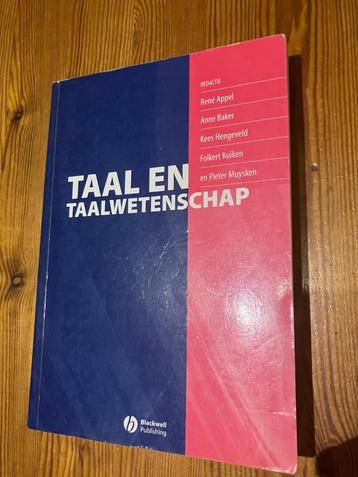 REDACTIE
René Appel
Anne Baker
Kees Hengeveld
Folkert Kuiken
en Pieter Muysken
TAAL EN
TAALWETENSCHAP
Blackwell
Publishing